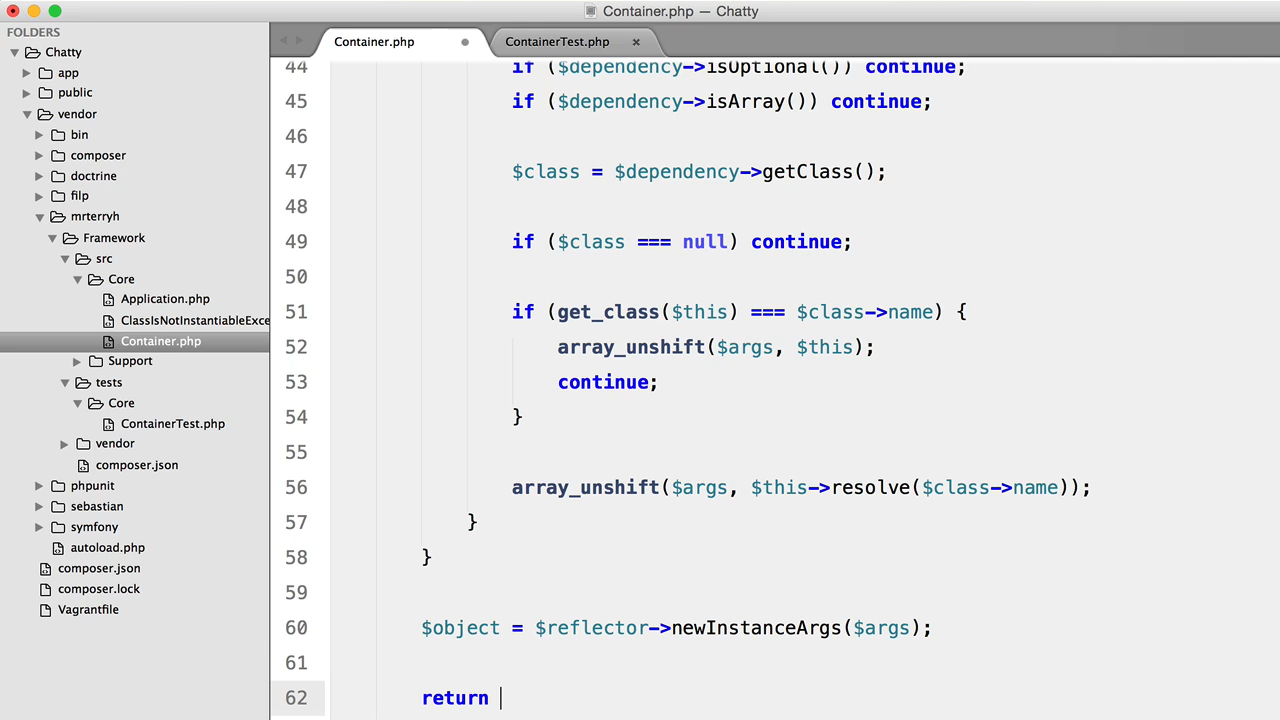 Container.php — Chatty
FOLDERS
Chatty
app
public
vendor
bin
composer
doctrine
filp
mrterryh
Framework
src
Core
Application.php
ClassIsNotInstantiableExce
Container.php
Support
tests
Core
ContainerTest.php
vendor
composer.json
phpunit
sebastian
symfony
autoload.php
composer.json
composer.lock
Vagrantfile
Container.php
ContainerTest.php
44 if ($dependency->isOptional()) continue;
45 if ($dependency->isArray()) continue;
46
47 $class = $dependency->getClass();
48
49 if ($class === null) continue;
50
51 if (get_class($this) === $class->name) {
52 array_unshift($args, $this);
53 continue;
54 }
55
56 array_unshift($args, $this->resolve($class->name));
57 }
58 }
59
60 $object = $reflector->newInstanceArgs($args);
61
62 return